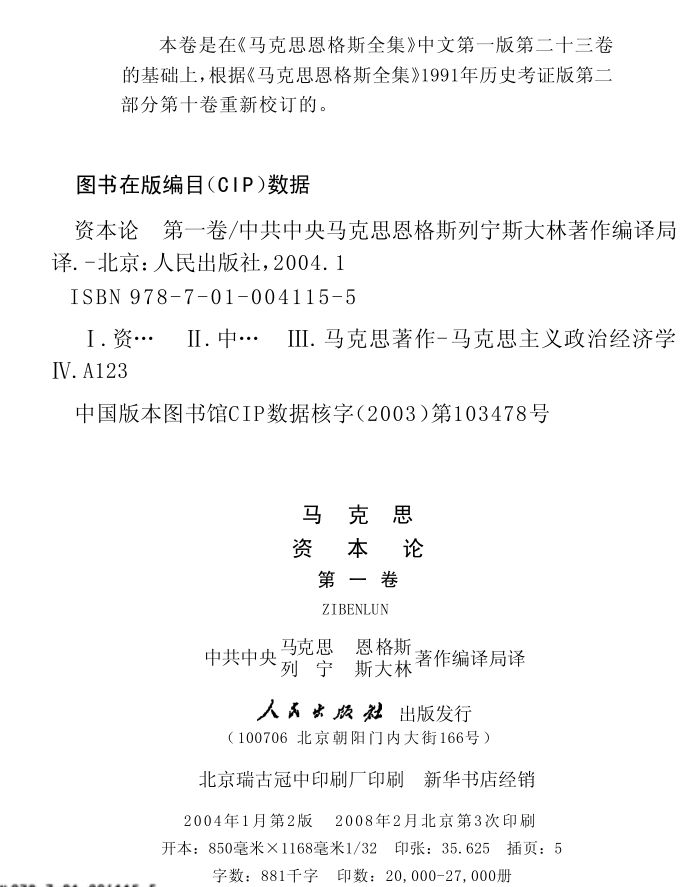 本卷是在《马克思恩格斯全集》中文第一版第二十三卷
的基础上,根据《马克思恩格斯全集》1991年历史考证版第二
部分第十卷重新校订的。
图书在版编目(CIP)数据
资本论　第一卷/中共中央马克思恩格斯列宁斯大林著作编译局
译.-北京:人民出版社,2004.1
ISBN 978-7-01-004115-5
Ⅰ.资…　Ⅱ.中…　Ⅲ.马克思著作-马克思主义政治经济学
Ⅳ.A123
中国版本图书馆CIP数据核字(2003)第103478号
马 克 思
资 本 论
第 一 卷
ZIBENLUN
中共中央 马克思 恩格斯 著作编译局译
列 宁 斯大林
人民出版社 出版发行
(100706 北京朝阳门内大街166号)
北京瑞古冠中印刷厂印刷　新华书店经销
2004年1月第2版　2008年2月北京第3次印刷
开本:850毫米×1168毫米1/32　印张:35.625　插页:5
字数:881千字　印数:20,000-27,000册